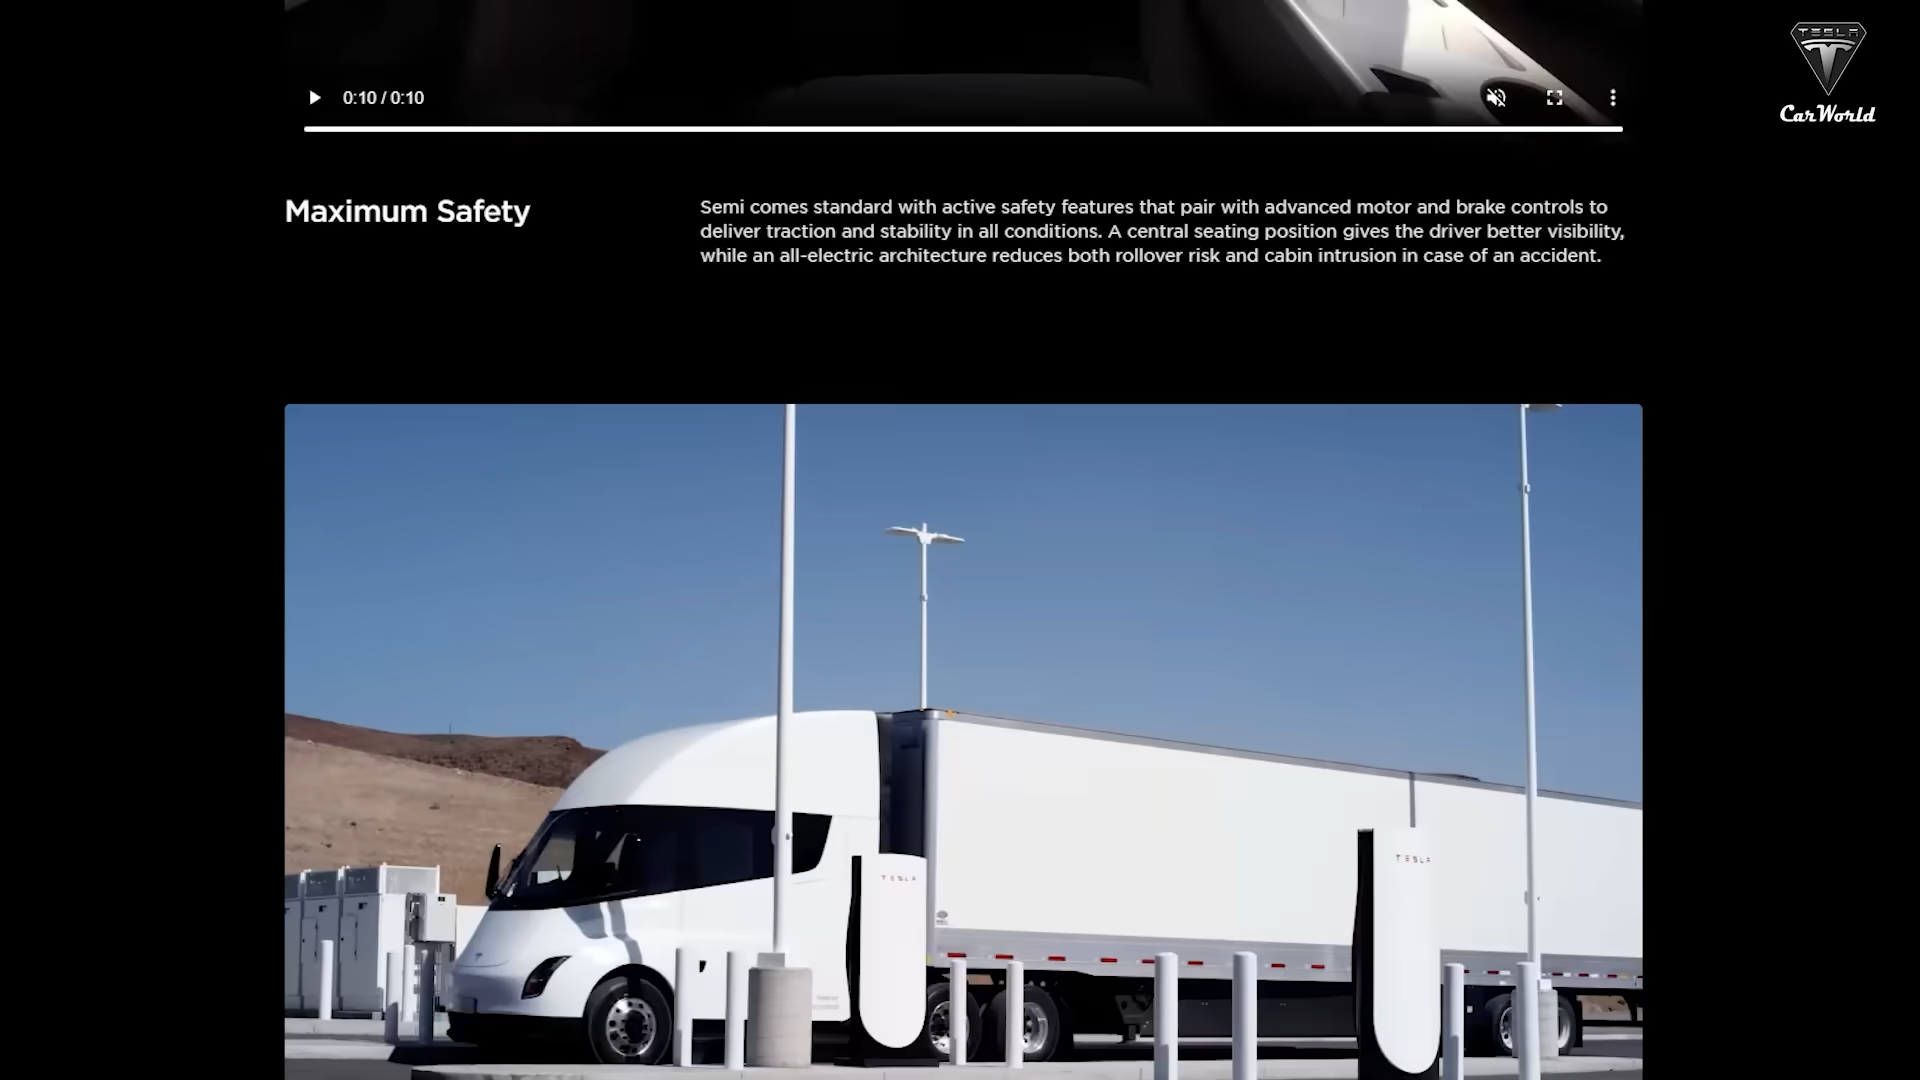 TESLA
CarWorld
0:10 / 0:10
Maximum Safety
Semi comes standard with active safety features that pair with advanced motor and brake controls to
deliver traction and stability in all conditions. A central seating position gives the driver better visibility,
while an all-electric architecture reduces both rollover risk and cabin intrusion in case of an accident.
TESLA
TESLA